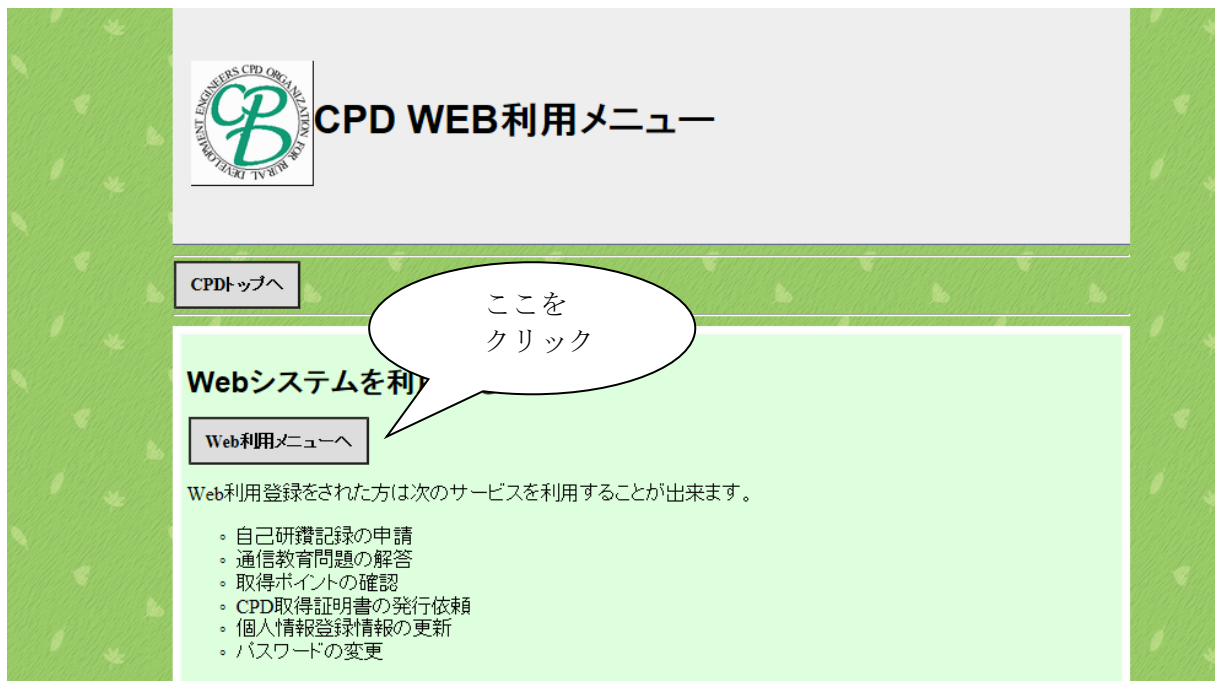 ENGINEERS CPD ORGANIZATION FOR RURAL DEVELOPMENT
CPD WEB利用メニュー
CPDトップへ
ここを
クリック
Webシステムを利
Web利用メニューへ
Web利用登録をされた方は次のサービスを利用することが出来ます。
◦ 自己研鑽記録の申請
◦ 通信教育問題の解答
◦ 取得ポイントの確認
◦ CPD取得証明書の発行依頼
◦ 個人情報登録情報の更新
◦ パスワードの変更